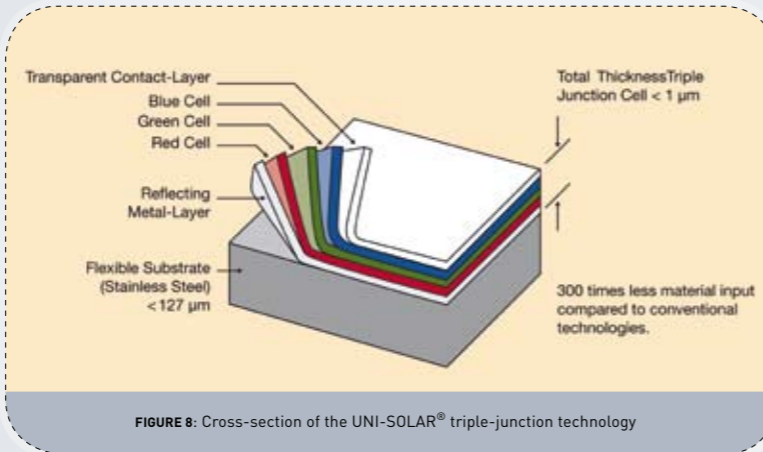 Transparent Contact-Layer
Blue Cell
Green Cell
Red Cell
Reflecting
Metal-Layer
Flexible Substrate
(Stainless Steel)
<127 µm
Total ThicknessTriple
Junction Cell < 1 µm
300 times less material input
compared to conventional
technologies.
FIGURE 8: Cross-section of the UNI-SOLAR® triple-junction technology